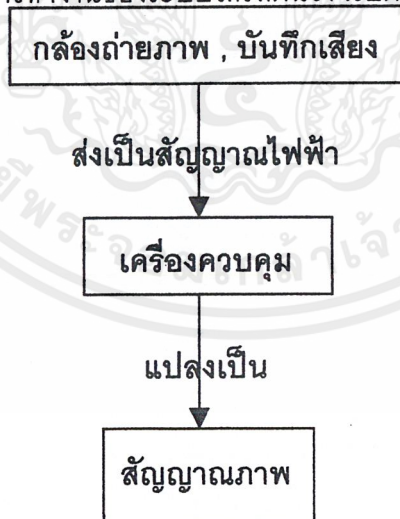 กล้องถ่ายภาพ , บันทึกเสียง
ส่งเป็นสัญญาณไฟฟ้า
เครื่องควบคุม
แปลงเป็น
สัญญาณภาพ